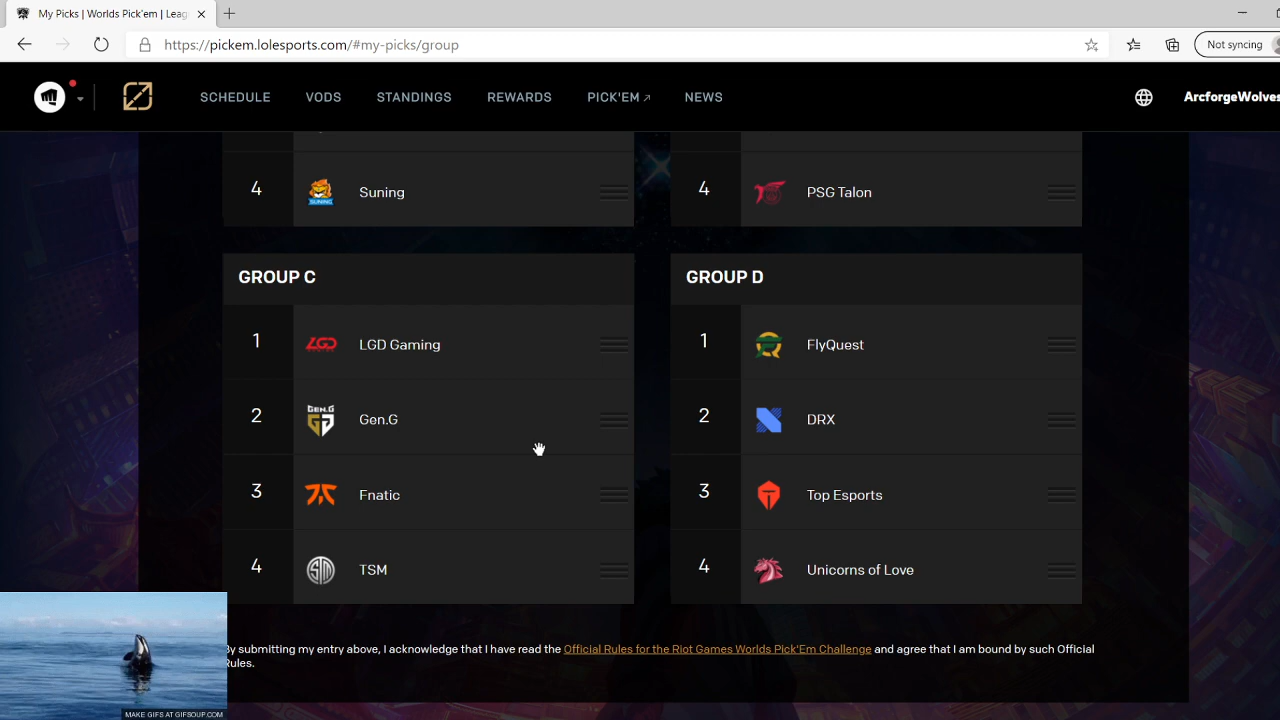 My Picks | Worlds Pick'em | Leag
https://pickem.lolesports.com/#my-picks/group
Not syncing
SCHEDULE VODS STANDINGS REWARDS PICK'EM NEWS ArcforgeWolves
4 Suning
4 PSG Talon
GROUP C
1 LGD Gaming
2 Gen.G
3 Fnatic
4 TSM
GROUP D
1 FlyQuest
2 DRX
3 Top Esports
4 Unicorns of Love
By submitting my entry above, I acknowledge that I have read the Official Rules for the Riot Games Worlds Pick'Em Challenge and agree that I am bound by such Official
Rules.
MAKE GIFS AT GIFSOUP.COM